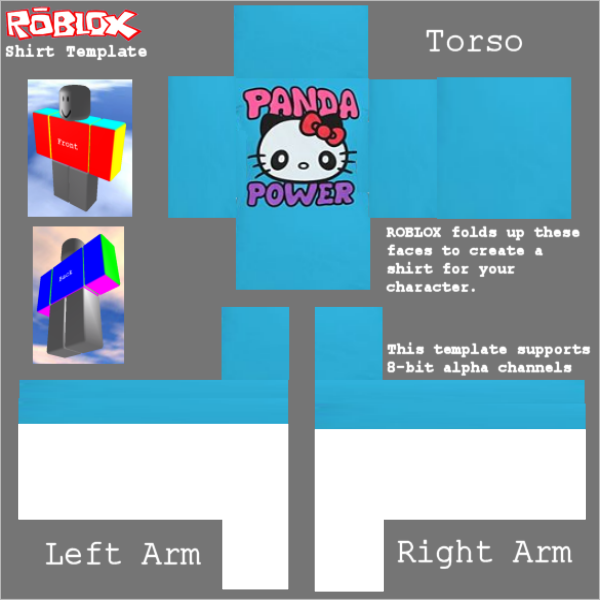 ROBLOX
Shirt Template
Torso
Front
PANDA
POWER
Back
ROBLOX folds up these
faces to create a
shirt for your
character.
This template supports
8-bit alpha channels
Left Arm
Right Arm